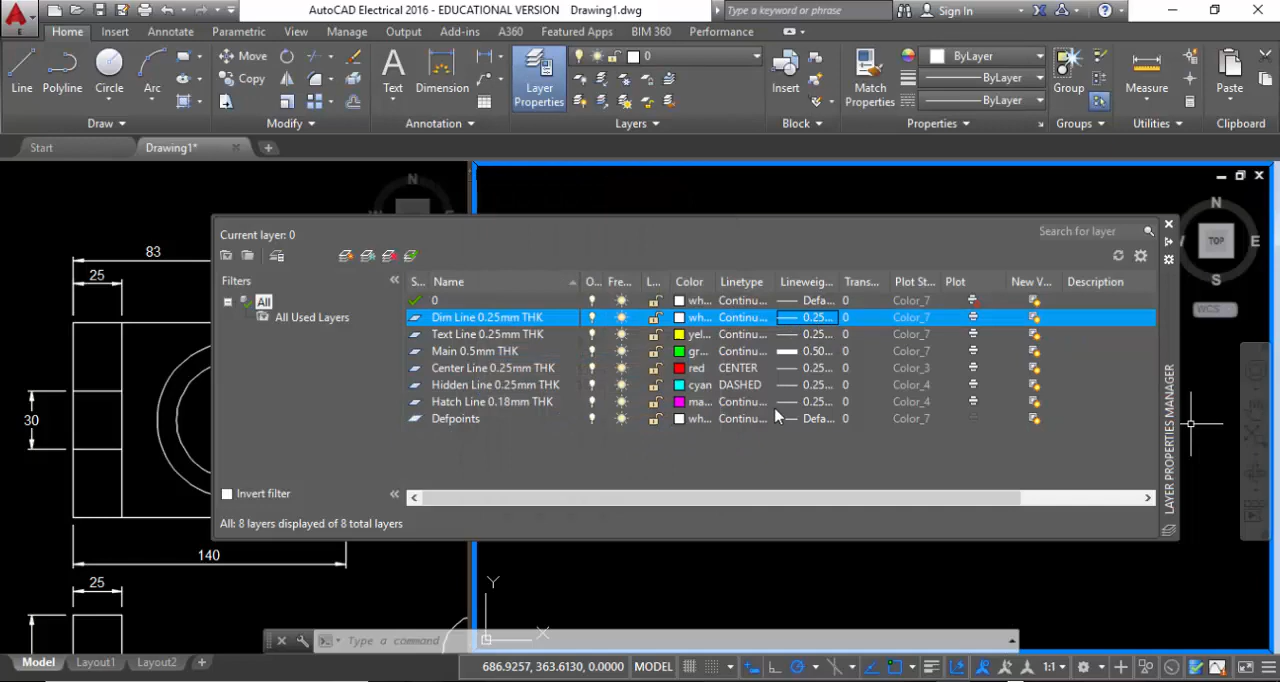 AutoCAD Electrical 2016 - EDUCATIONAL VERSION Drawing1.dwg
Type a keyword or phrase
Sign In
Home Insert Annotate Parametric View Manage Output Add-ins A360 Featured Apps BIM 360 Performance
Line Polyline Circle Arc
Move
Copy
Text Dimension
Layer Properties
0
Insert
Match Properties
ByLayer
ByLayer
ByLayer
Group
Measure
Paste
Draw Modify Annotation Layers Block Properties Groups Utilities Clipboard
Start Drawing1*
N
N
TOP
E
S
WCS
83
25
30
140
25
Current layer: 0
Search for layer
Filters
All
All Used Layers
Invert filter
S... Name O... Fre... L... Color Linetype Lineweig... Trans... Plot St... Plot New V... Description
0 wh... Continu... Defa... 0 Color_7
Dim Line 0.25mm THK wh... Continu... 0.25... 0 Color_7
Text Line 0.25mm THK yel... Continu... 0.25... 0 Color_7
Main 0.5mm THK gr... Continu... 0.50... 0 Color_7
Center Line 0.25mm THK red CENTER 0.25... 0 Color_3
Hidden Line 0.25mm THK cyan DASHED 0.25... 0 Color_4
Hatch Line 0.18mm THK ma... Continu... 0.25... 0 Color_4
Defpoints wh... Continu... Defa... 0 Color_7
All: 8 layers displayed of 8 total layers
LAYER PROPERTIES MANAGER
Y
X
Type a command
Model Layout1 Layout2
686.9257, 363.6130, 0.0000 MODEL 1:1